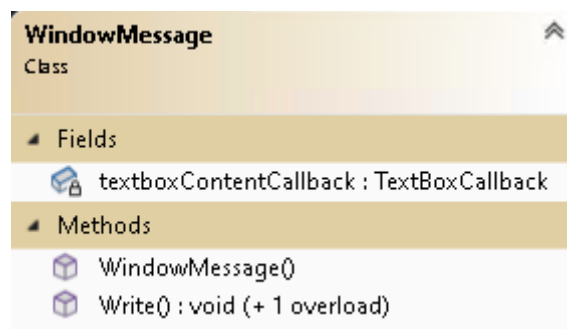 WindowMessage
Class
Fields
textboxContentCallback : TextBoxCallback
Methods
WindowMessage()
Write() : void (+ 1 overload)